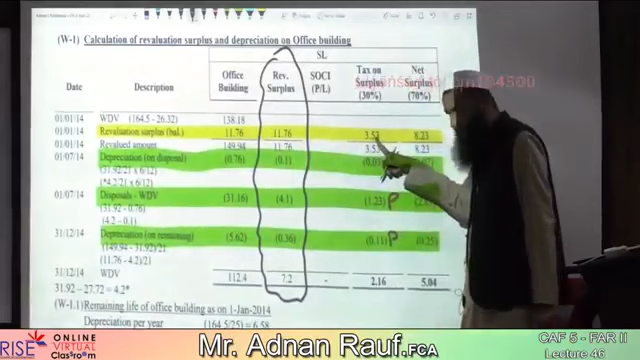 (W-1) Calculation of revaluation surplus and depreciation on Office building
SL
Date Description Office Building Rev. Surplus SOCI (P/L) Tax on Surplus (30%) Net Surplus (70%)
01/01/14 WDV (164.5 - 26.32) 138.18
01/01/14 Revaluation surplus (bal.) 11.76 11.76 3.53 8.23
01/01/14 Revalued amount 149.94 11.76 3.53 8.23
01/07/14 Depreciation (on disposal) (0.76) (0.1)
(31.92/21 x 6/12)
(*4.2/21 x 6/12)
01/07/14 Disposals - WDV (31.16) (4.1) (1.23) P
(31.92 - 0.76)
(4.2 – 0.1)
31/12/14 Depreciation (on remaining) (5.62) (0.36) (0.11) P (0.25)
(149.94 - 31.92)/21)
(11.76 - 4.2)/21
31/12/14 WDV 112.4 7.2 - 2.16 5.04
31.92 – 27.72 = 4.2*
(W-1.1) Remaining life of office building as on 1-Jan-2014
Depreciation per year (164.5/25) = 6.58
RISE ONLINE VIRTUAL Classroom
Mr. Adnan Rauf.FCA
CAF 5 - FAR II
Lecture 46